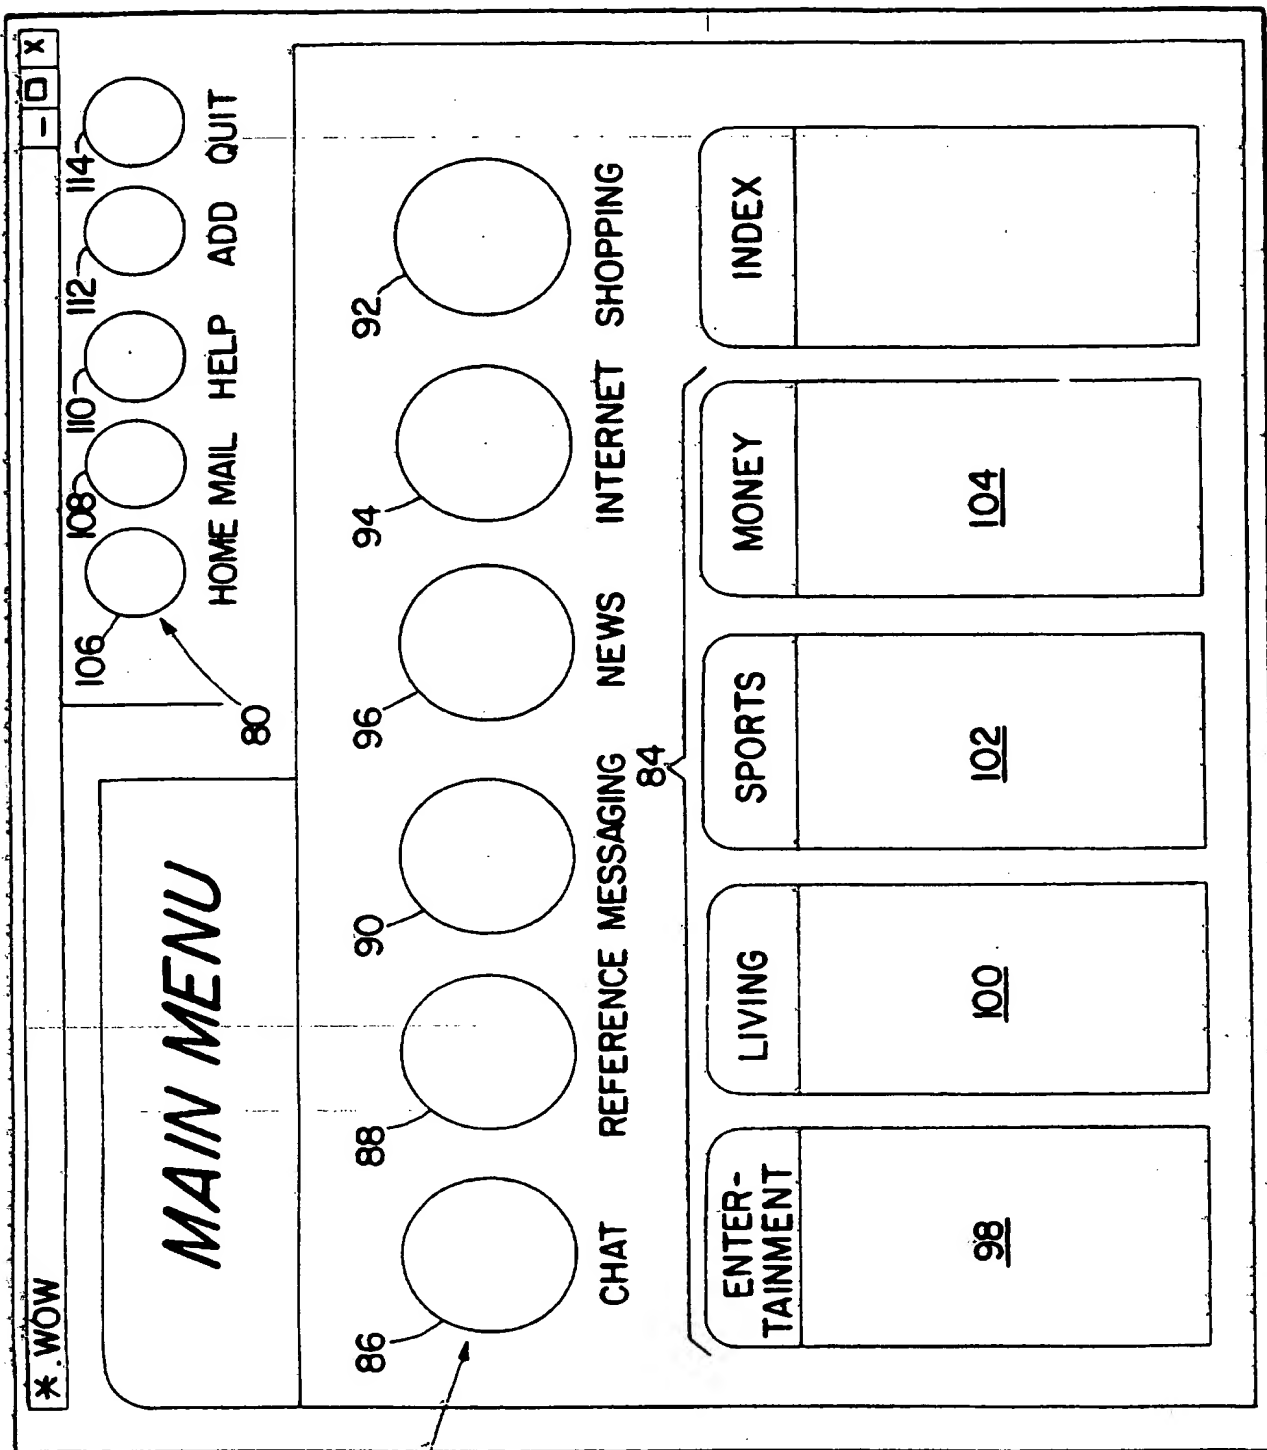 *.WOW
– □ X
106 108 110 112 114
MAIN MENU
HOME MAIL HELP ADD QUIT
80
86 88 90 96 94 92
CHAT REFERENCE MESSAGING NEWS INTERNET SHOPPING
84
ENTER-
TAINMENT
LIVING
SPORTS
MONEY
INDEX
98 100 102 104